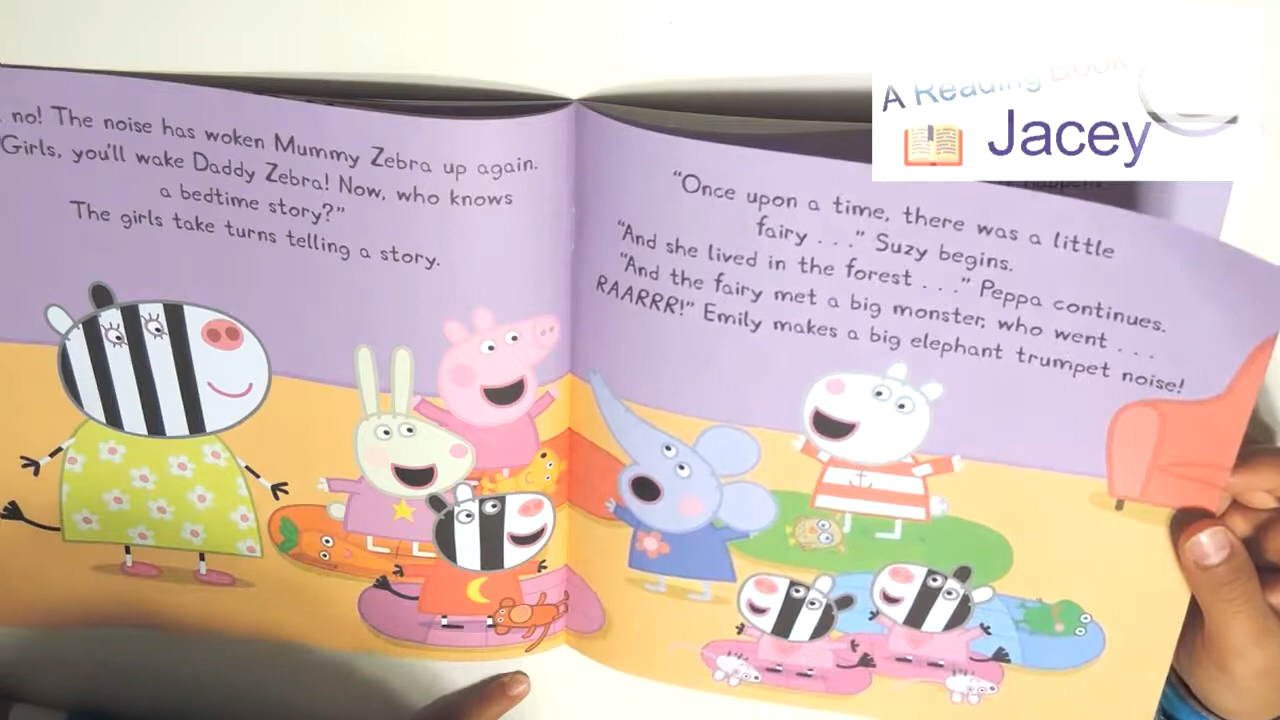 no! The noise has woken Mummy Zebra up again.
Girls, you'll wake Daddy Zebra! Now, who knows
a bedtime story?"
The girls take turns telling a story.
"Once upon a time, there was a little
fairy . . ." Suzy begins.
"And she lived in the forest . . ." Peppa continues.
"And the fairy met a big monster, who went . . .
RAARRR!" Emily makes a big elephant trumpet noise!
A Reading Book
Jacey